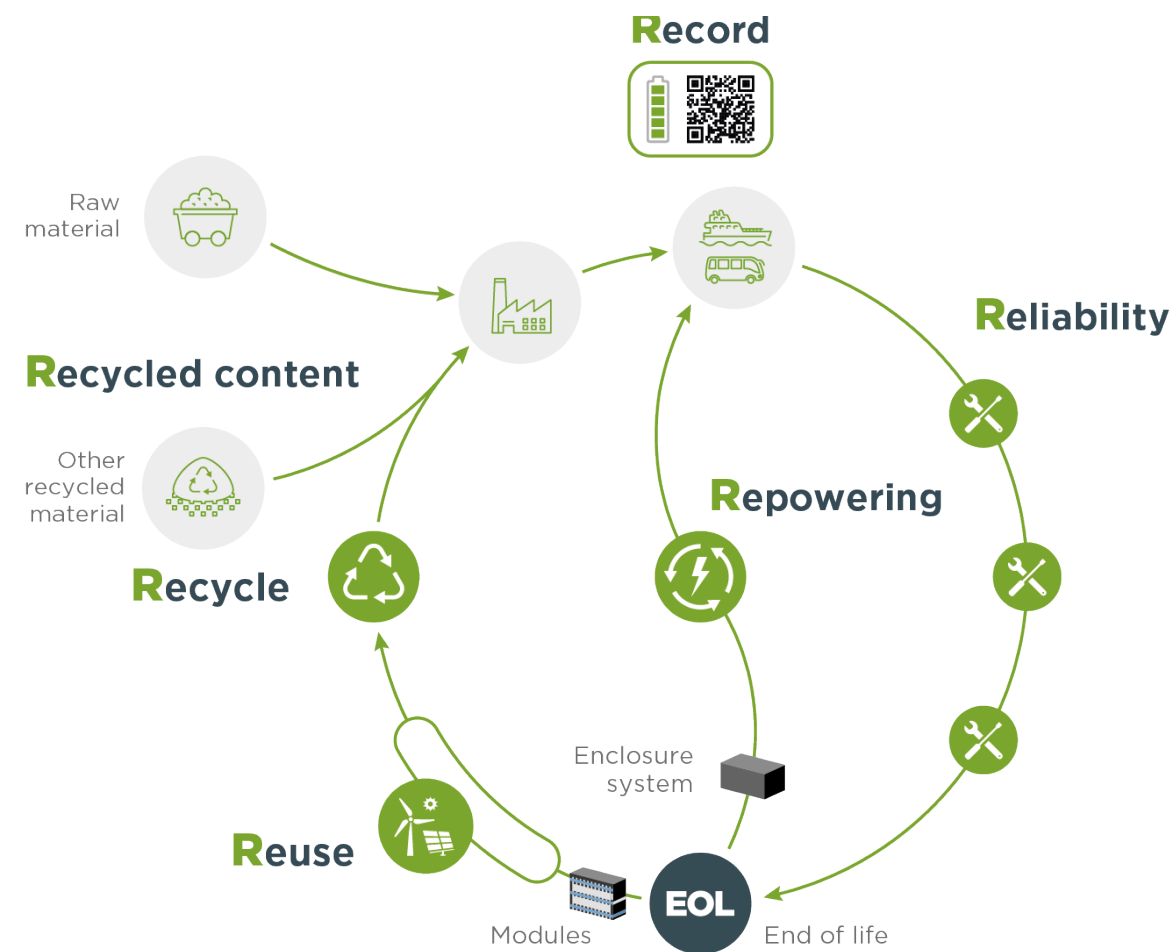 Record
Raw
material
Reliability
Recycled content
Other
recycled
material
Repowering
Recycle
Enclosure
system
Reuse
EOL
Modules
End of life